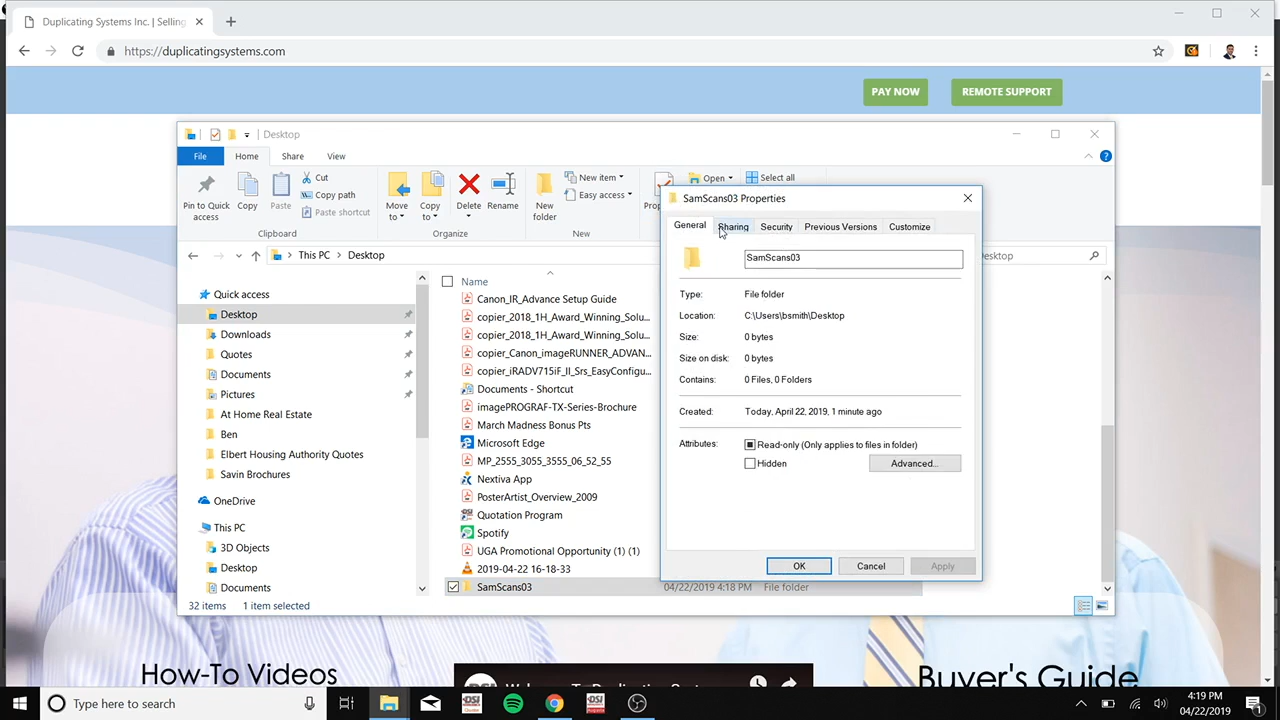 Duplicating Systems Inc. | Selling
https://duplicatingsystems.com
PAY NOW
REMOTE SUPPORT
Desktop
File
Home
Share
View
Pin to Quick access
Copy
Paste
Cut
Copy path
Paste shortcut
Clipboard
Move to
Copy to
Delete
Rename
Organize
New folder
New item
Easy access
New
Open
Select all
This PC
Desktop
Name
Quick access
Desktop
Downloads
Quotes
Documents
Pictures
At Home Real Estate
Ben
Elbert Housing Authority Quotes
Savin Brochures
OneDrive
This PC
3D Objects
Desktop
Documents
Canon_IR_Advance Setup Guide
copier_2018_1H_Award_Winning_Solu...
copier_2018_1H_Award_Winning_Solu...
copier_Canon_imageRUNNER_ADVAN...
copier_iRADV715iF_II_Srs_EasyConfigu...
Documents - Shortcut
imagePROGRAF-TX-Series-Brochure
March Madness Bonus Pts
Microsoft Edge
MP_2555_3055_3555_06_52_55
Nextiva App
PosterArtist_Overview_2009
Quotation Program
Spotify
UGA Promotional Opportunity (1) (1)
2019-04-22 16-18-33
SamScans03
04/22/2019 4:18 PM
File folder
32 items
1 item selected
SamScans03 Properties
General
Sharing
Security
Previous Versions
Customize
SamScans03
Type: File folder
Location: C:\Users\bsmith\Desktop
Size: 0 bytes
Size on disk: 0 bytes
Contains: 0 Files, 0 Folders
Created: Today, April 22, 2019, 1 minute ago
Attributes: Read-only (Only applies to files in folder)
Hidden
Advanced...
OK
Cancel
Apply
How-To Videos
Buyer's Guide
Type here to search
4:19 PM
04/22/2019